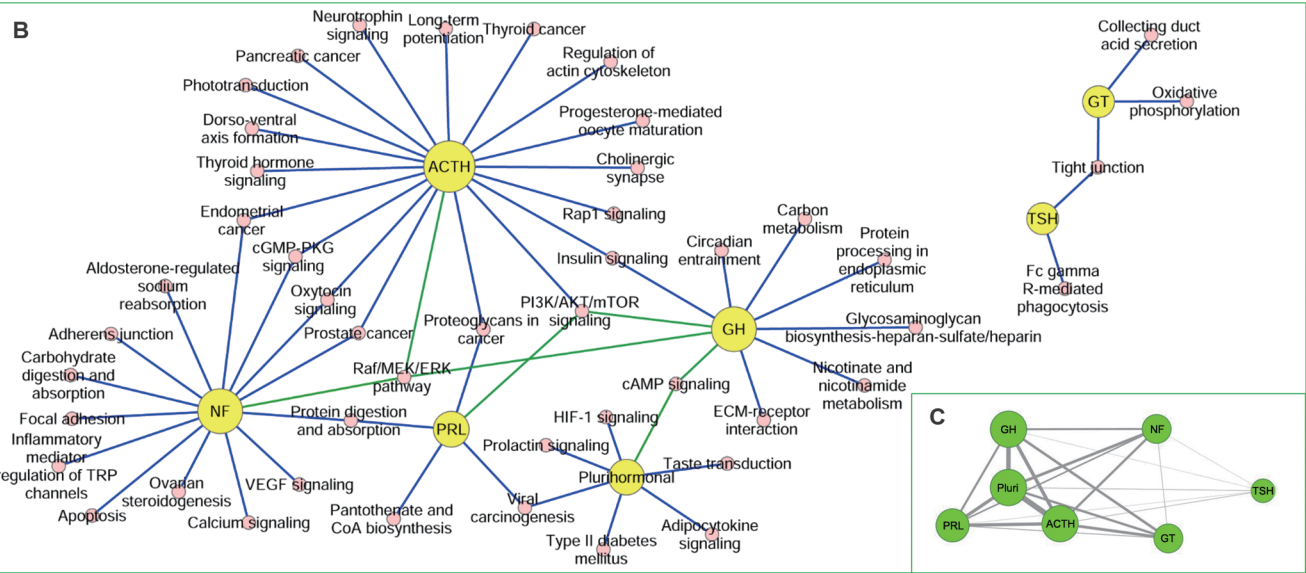 B
Neurotrophin
signaling
Long-term
potentiation
Thyroid cancer
Pancreatic cancer
Regulation of
actin cytoskeleton
Phototransduction
Dorso-ventral
axis formation
Progesterone-mediated
oocyte maturation
Thyroid hormone
signaling
ACTH
Cholinergic
synapse
Endometrial
cancer
Rap1 signaling
cGMP-PKG
signaling
Insulin signaling
Circadian
entrainment
Carbon
metabolism
Protein
processing in
endoplasmic
reticulum
Aldosterone-regulated
sodium
reabsorption
Oxytocin
signaling
Adherens junction
Prostate cancer
Proteoglycans in
cancer
PI3K/AKT/mTOR
signaling
GH
Glycosaminoglycan
biosynthesis-heparan-sulfate/heparin
Carbohydrate
digestion and
absorption
Raf/MEK/ERK
pathway
cAMP signaling
Nicotinate and
nicotinamide
metabolism
Focal adhesion
NF
Protein digestion
and absorption
PRL
HIF-1 signaling
ECM-receptor
interaction
Inflammatory
mediator
regulation of TRP
channels
Prolactin signaling
Plurihormonal
Taste transduction
Ovarian
steroidogenesis
VEGF signaling
Apoptosis
Calcium signaling
Pantothenate and
CoA biosynthesis
Viral
carcinogenesis
Type II diabetes
mellitus
Adipocytokine
signaling
Collecting duct
acid secretion
GT
Oxidative
phosphorylation
Tight junction
TSH
Fc gamma
R-mediated
phagocytosis
C
GH
NF
Pluri
TSH
PRL
ACTH
GT